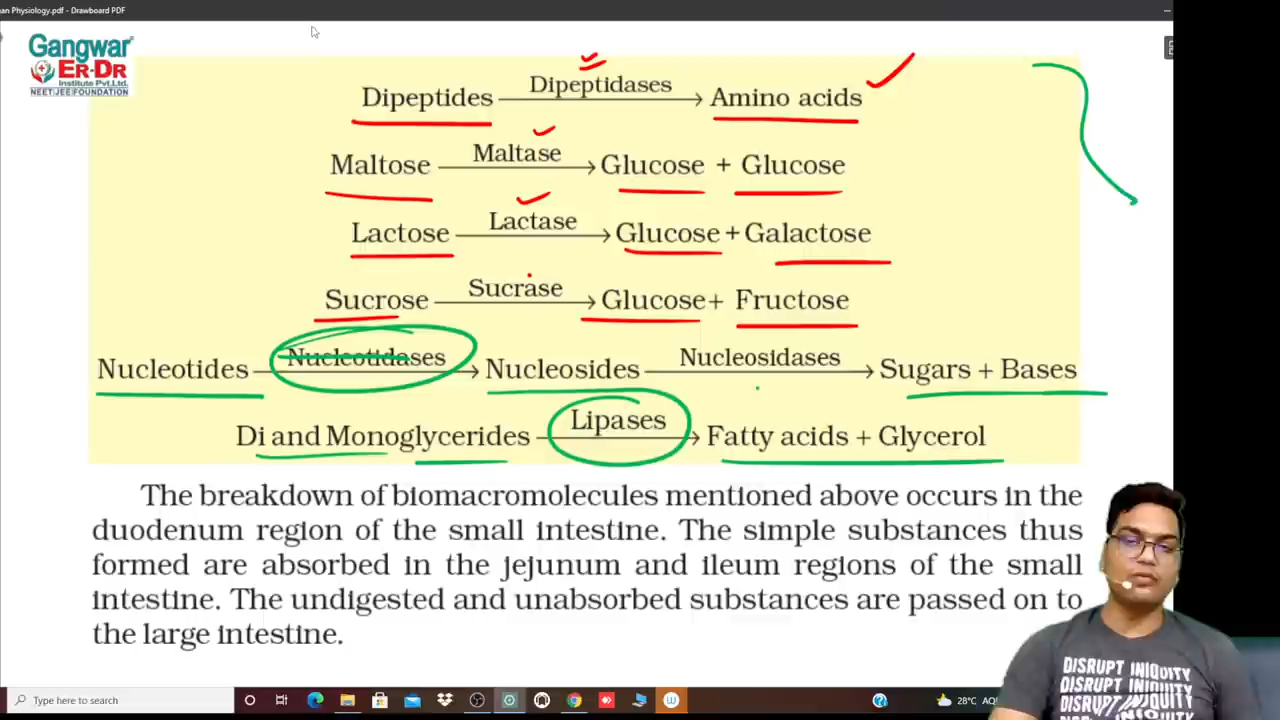 an Physiology.pdf - Drawboard PDF
Gangwar
ER-DR
Institute Pvt.Ltd.
NEET|JEE|FOUNDATION
Dipeptides Dipeptidases Amino acids
Maltose Maltase Glucose + Glucose
Lactose Lactase Glucose+Galactose
Sucrose Sucrase Glucose+ Fructose
Nucleotides Nucleotidases Nucleosides Nucleosidases Sugars + Bases
Di and Monoglycerides Lipases Fatty acids + Glycerol
The breakdown of biomacromolecules mentioned above occurs in the
duodenum region of the small intestine. The simple substances thus
formed are absorbed in the jejunum and ileum regions of the small
intestine. The undigested and unabsorbed substances are passed on to
the large intestine.
DISRUPT INIQUITY
DISRUPT INIQUITY
DISRUPT INIQUITY
Type here to search
28°C AQI